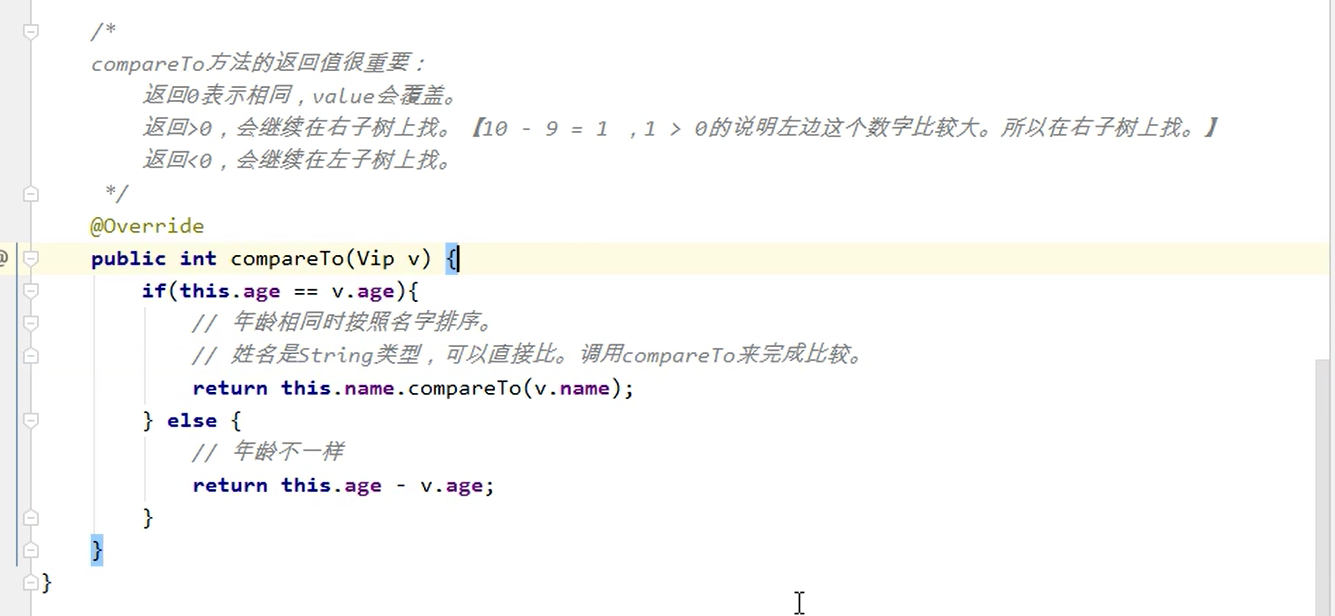 /*
compareTo方法的返回值很重要：
返回0表示相同，value会覆盖。
返回>0，会继续在右子树上找。【10 - 9 = 1 ，1 > 0的说明左边这个数字比较大。所以在右子树上找。】
返回<0，会继续在左子树上找。
*/
@Override
public int compareTo(Vip v) {
if(this.age == v.age){
// 年龄相同时按照名字排序。
// 姓名是String类型，可以直接比。调用compareTo来完成比较。
return this.name.compareTo(v.name);
} else {
// 年龄不一样
return this.age - v.age;
}
}
}